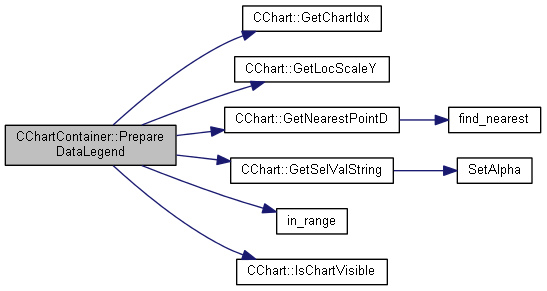 CChart::GetChartIdx
CChart::GetLocScaleY
CChart::GetNearestPointD
find_nearest
CChartContainer::Prepare
DataLegend
CChart::GetSelValString
SetAlpha
in_range
CChart::IsChartVisible